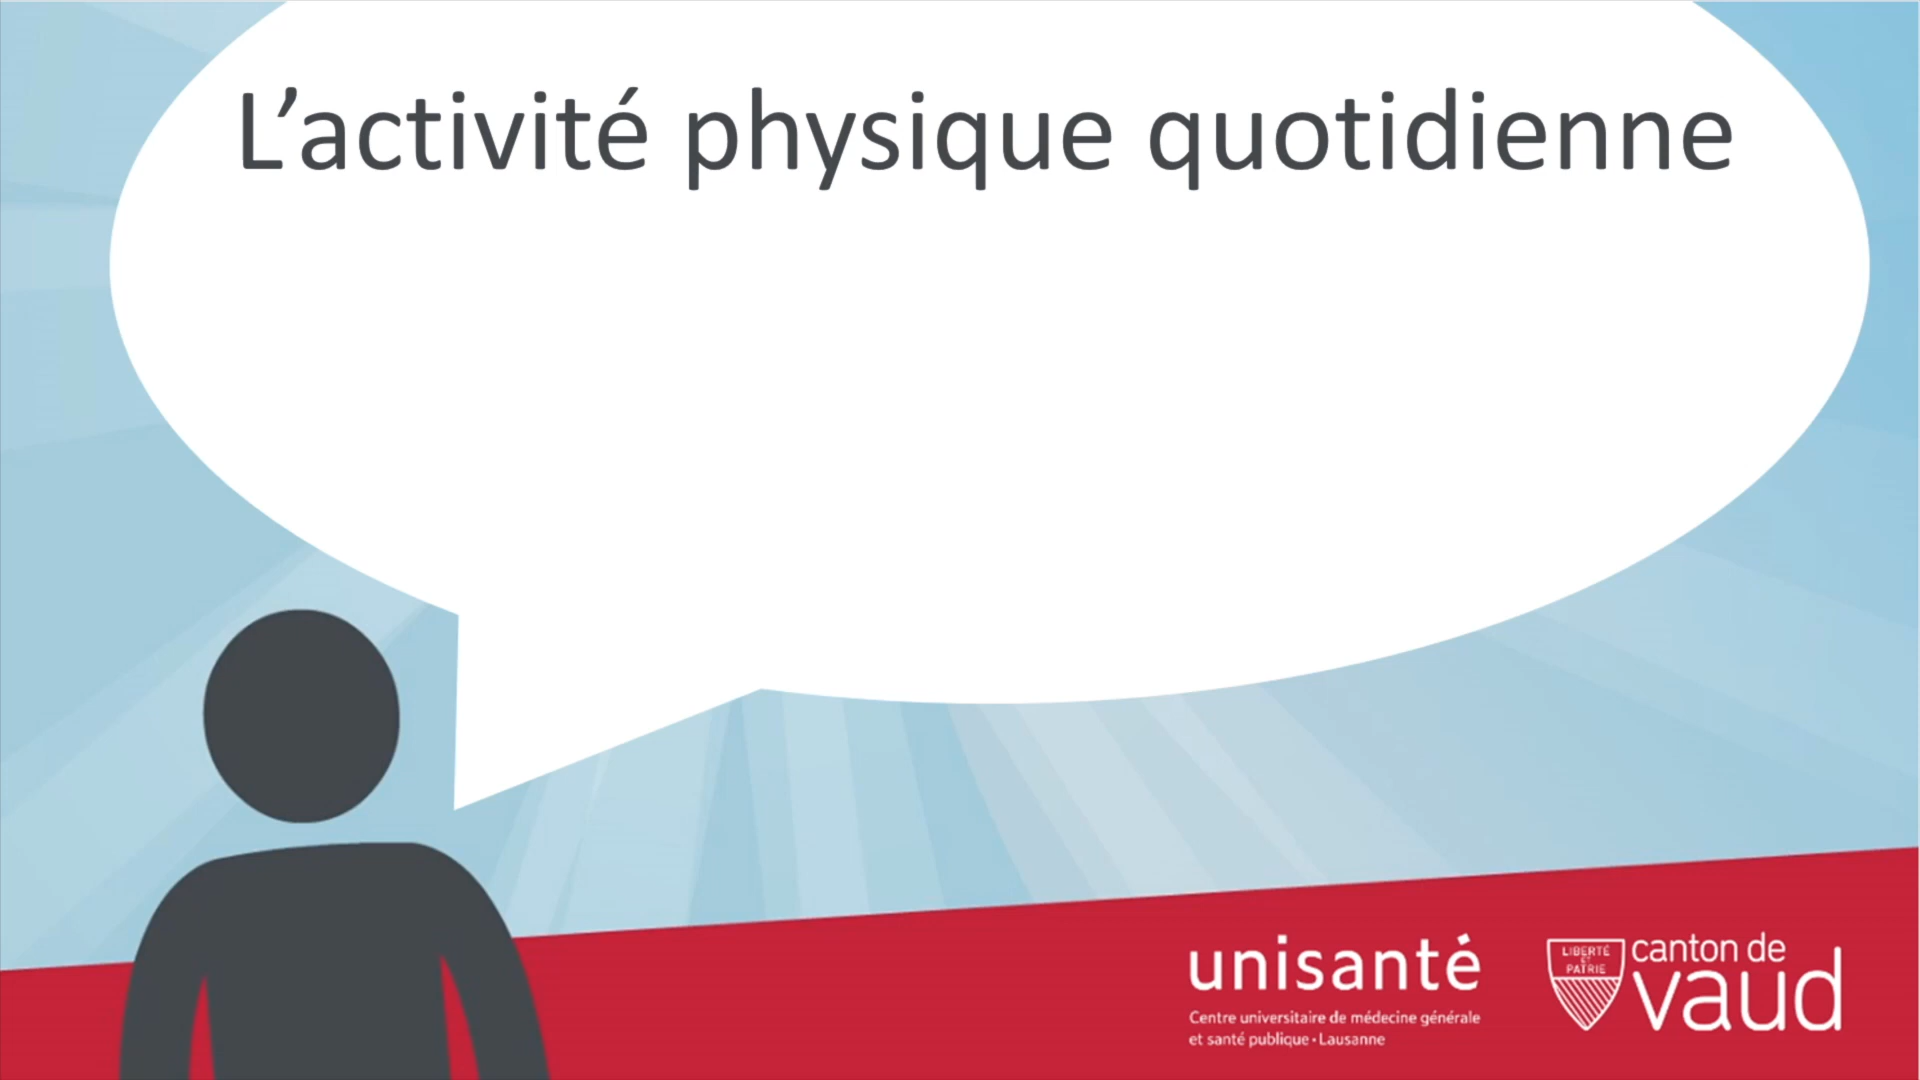 L’activité physique quotidienne
unisanté
Centre universitaire de médecine générale
et santé publique • Lausanne
LIBERTÉ
ET
PATRIE
canton de
vaud